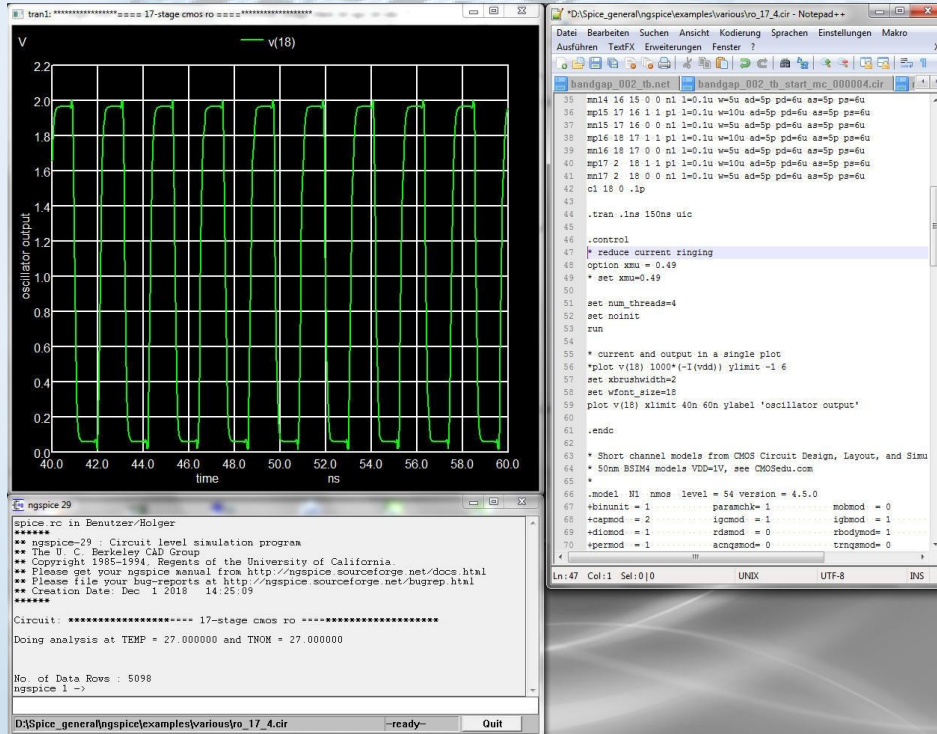 tran1: ******************==== 17-stage cmos ro ====********************
V
v(18)
2.2
2.0
1.8
1.6
1.4
1.2
1.0
0.8
0.6
0.4
0.2
0.0
oscillator output
40.0 42.0 44.0 46.0 48.0 50.0 52.0 54.0 56.0 58.0 60.0
time ns
ngspice 29
spice.rc in Benutzer/Holger
******
** ngspice-29 : Circuit level simulation program
** The U. C. Berkeley CAD Group
** Copyright 1985-1994, Regents of the University of California.
** Please get your ngspice manual from http://ngspice.sourceforge.net/docs.html
** Please file your bug-reports at http://ngspice.sourceforge.net/bugrep.html
** Creation Date: Dec 1 2018 14:25:09
******
Circuit: ******************==== 17-stage cmos ro ====********************
Doing analysis at TEMP = 27.000000 and TNOM = 27.000000
No. of Data Rows : 5098
ngspice 1 ->
D:\Spice_general\ngspice\examples\various\ro_17_4.cir --ready-- Quit
*D:\Spice_general\ngspice\examples\various\ro_17_4.cir - Notepad++
Datei Bearbeiten Suchen Ansicht Kodierung Sprachen Einstellungen Makro
Ausführen TextFX Erweiterungen Fenster ? X
bandgap_002_tb.net bandgap_002_tb_start_mc_000004.cir
35 mn14 16 15 0 0 n1 l=0.1u w=5u ad=5p pd=6u as=5p ps=6u
36 mp15 17 16 1 1 p1 l=0.1u w=10u ad=5p pd=6u as=5p ps=6u
37 mn15 17 16 0 0 n1 l=0.1u w=5u ad=5p pd=6u as=5p ps=6u
38 mp16 18 17 1 1 p1 l=0.1u w=10u ad=5p pd=6u as=5p ps=6u
39 mn16 18 17 0 0 n1 l=0.1u w=5u ad=5p pd=6u as=5p ps=6u
40 mp17 2 18 1 1 p1 l=0.1u w=10u ad=5p pd=6u as=5p ps=6u
41 mn17 2 18 0 0 n1 l=0.1u w=5u ad=5p pd=6u as=5p ps=6u
42 c1 18 0 .1p
43
44 .tran .1ns 150ns uic
45
46 .control
47 * reduce current ringing
48 option xmu = 0.49
49 * set xmu=0.49
50
51 set num_threads=4
52 set noinit
53 run
54
55 * current and output in a single plot
56 *plot v(18) 1000*(-I(vdd)) ylimit -1 6
57 set xbrushwidth=2
58 set wfont_size=18
59 plot v(18) xlimit 40n 60n ylabel 'oscillator output'
60
61 .endc
62
63 * Short channel models from CMOS Circuit Design, Layout, and Simu
64 * 50nm BSIM4 models VDD=1V, see CMOSedu.com
65 *
66 .model N1 nmos level = 54 version = 4.5.0
67 +binunit = 1 paramchk= 1 mobmod = 0
68 +capmod = 2 igcmod = 1 igbmod = 1
69 +diomod = 1 rdsmod = 0 rbodymod= 1
70 +permod = 1 acnqsmod= 0 trnqsmod= 0
Ln:47 Col:1 Sel:0|0 UNIX UTF-8 INS